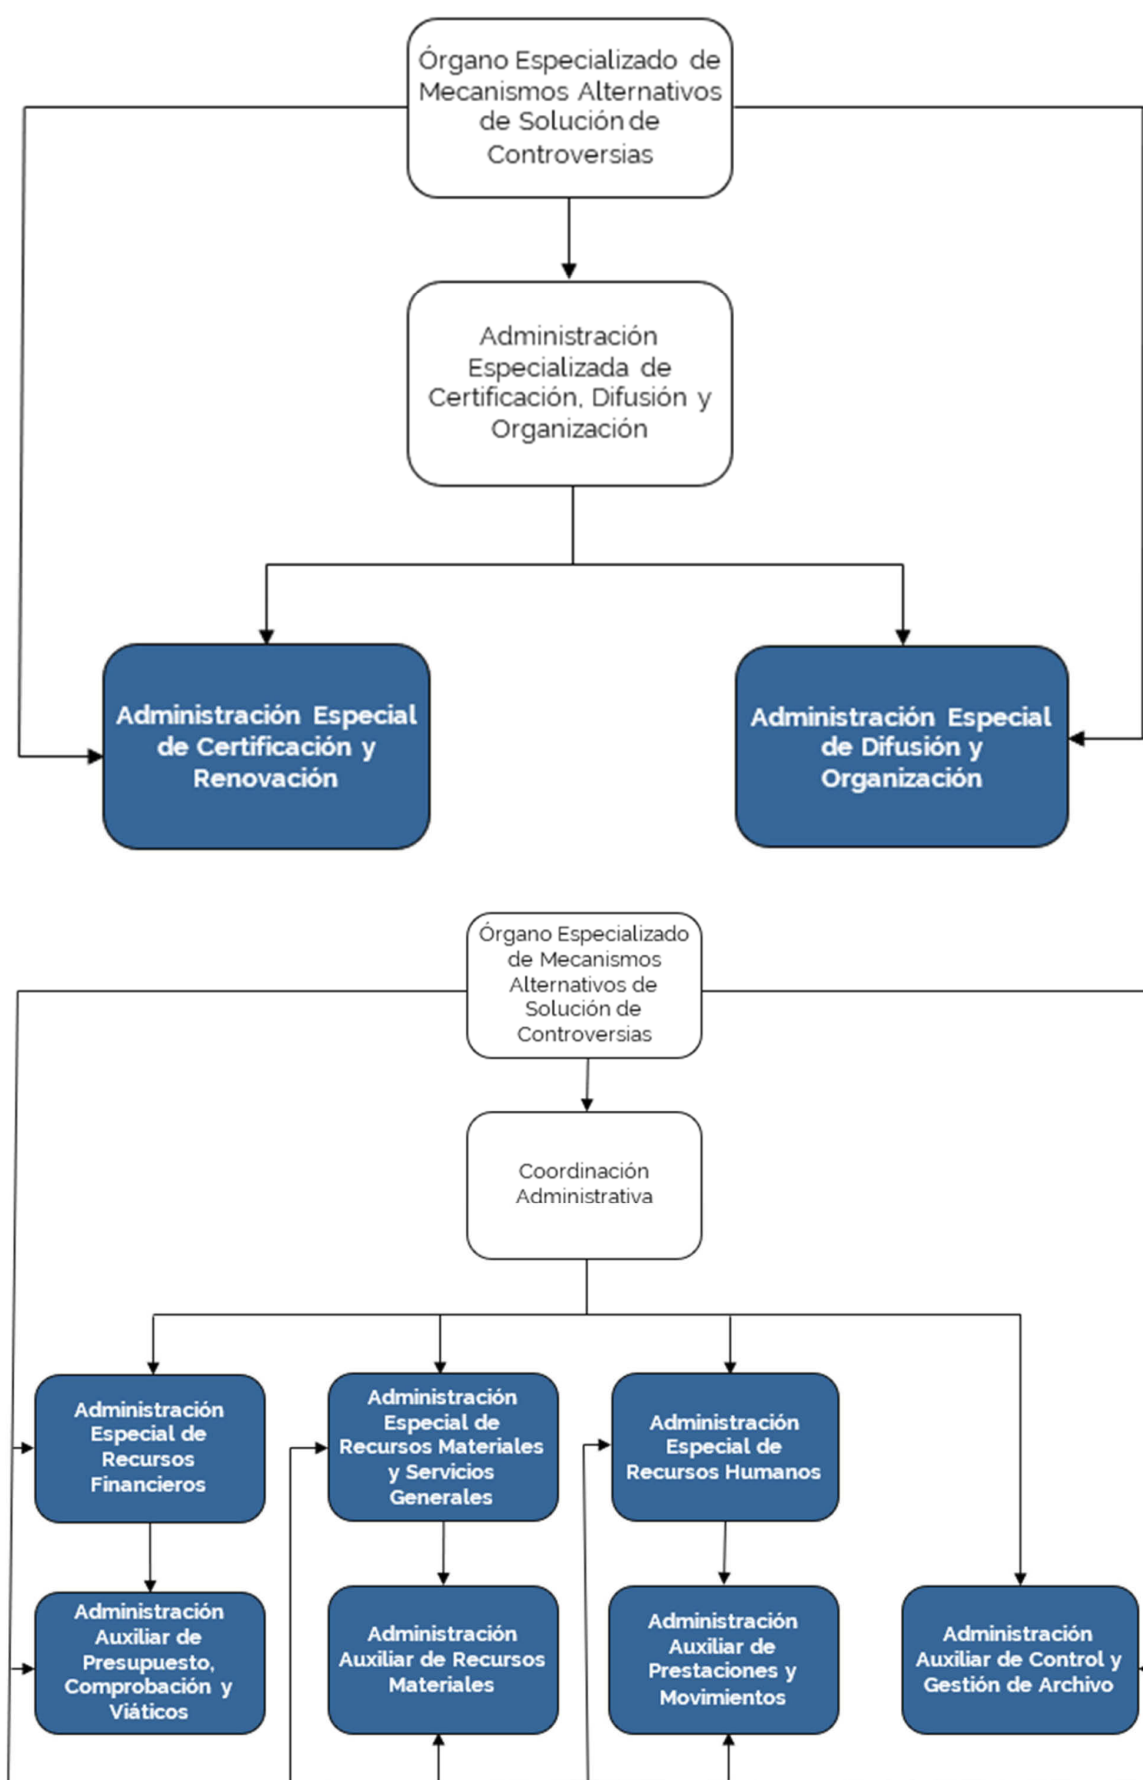 Órgano Especializado de
Mecanismos Alternativos
de Solución de
Controversias
Administración
Especializada de
Certificación, Difusión y
Organización
Administración Especial
de Certificación y
Renovación
Administración Especial
de Difusión y
Organización
Órgano Especializado
de Mecanismos
Alternativos de
Solución de
Controversias
Coordinación
Administrativa
Administración
Especial de
Recursos
Financieros
Administración
Especial de
Recursos Materiales
y Servicios
Generales
Administración
Especial de
Recursos Humanos
Administración
Auxiliar de
Presupuesto,
Comprobación y
Viáticos
Administración
Auxiliar de Recursos
Materiales
Administración
Auxiliar de
Prestaciones y
Movimientos
Administración
Auxiliar de Control y
Gestión de Archivo